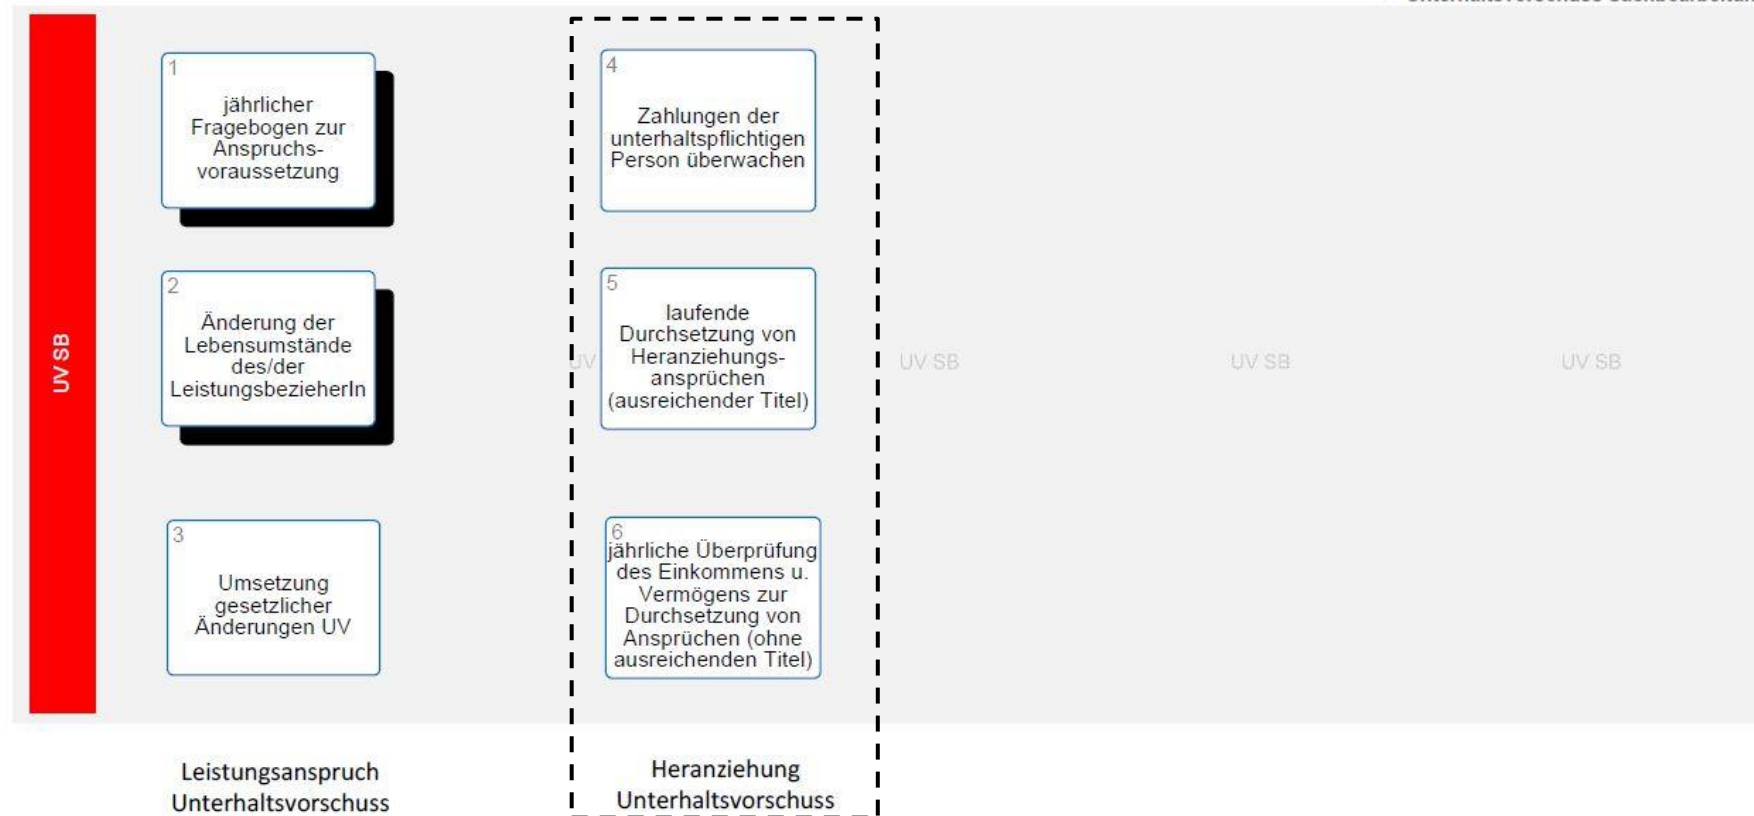 UV SB
1
jährlicher
Fragebogen zur
Anspruchs-
voraussetzung
2
Änderung der
Lebensumstände
des/der
LeistungsbezieherIn
3
Umsetzung
gesetzlicher
Änderungen UV
4
Zahlungen der
unterhaltspflichtigen
Person überwachen
5
laufende
Durchsetzung von
Heranziehungs-
ansprüchen
(ausreichender Titel)
6
jährliche Überprüfung
des Einkommens u.
Vermögens zur
Durchsetzung von
Ansprüchen (ohne
ausreichenden Titel)
UV
UV SB
UV SB
UV SB
Leistungsanspruch
Unterhaltsvorschuss
Heranziehung
Unterhaltsvorschuss